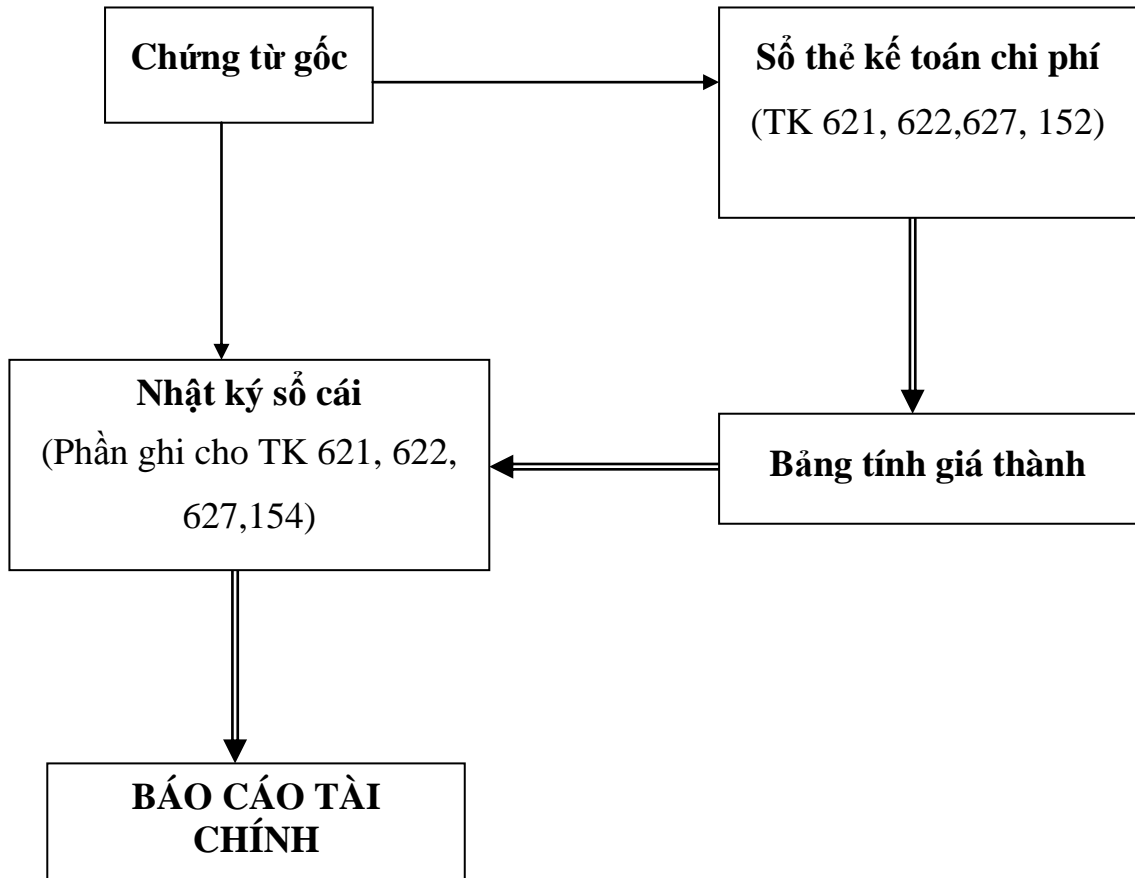 Chứng từ gốc
Sổ thẻ kế toán chi phí
(TK 621, 622,627, 152)
Nhật ký sổ cái
(Phần ghi cho TK 621, 622,
627,154)
Bảng tính giá thành
BÁO CÁO TÀI
CHÍNH